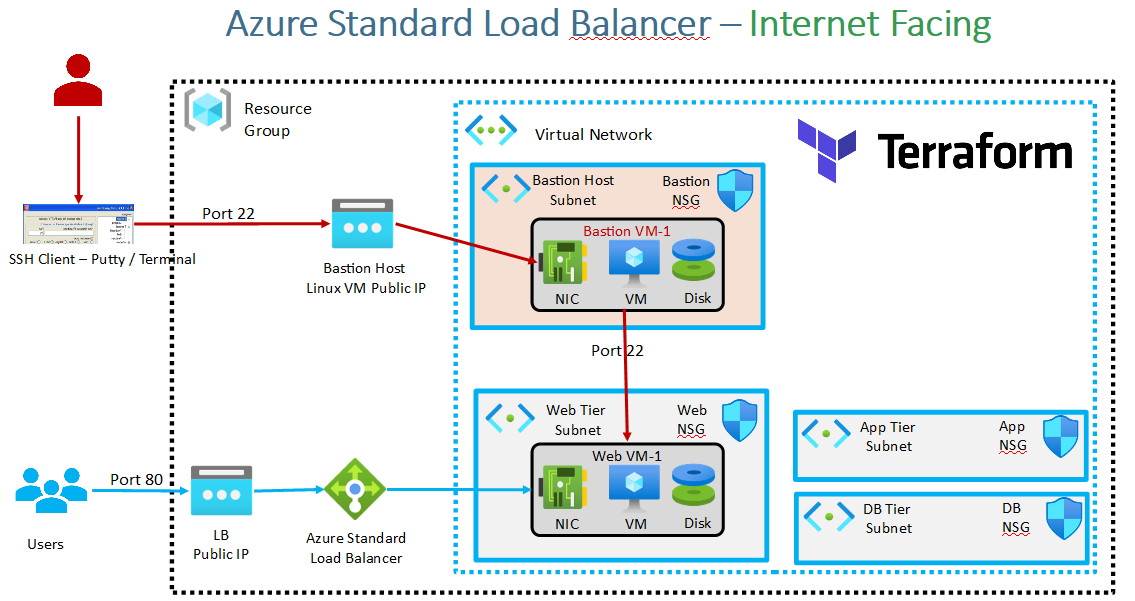 Azure Standard Load Balancer – Internet Facing
Resource
Group
Virtual Network
Terraform
Bastion Host
Subnet
Bastion
NSG
Bastion VM-1
NIC
VM
Disk
Port 22
SSH Client – Putty / Terminal
Bastion Host
Linux VM Public IP
Port 22
Web Tier
Subnet
Web
NSG
Web VM-1
NIC
VM
Disk
App Tier
Subnet
App
NSG
DB Tier
Subnet
DB
NSG
Port 80
Users
LB
Public IP
Azure Standard
Load Balancer